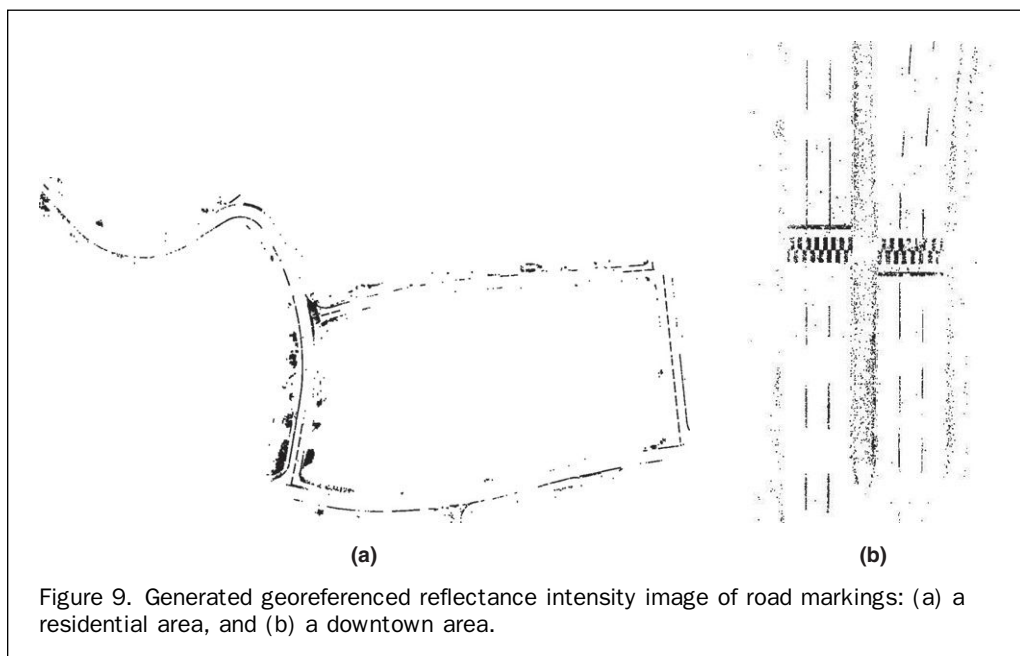 (a)
(b)
Figure 9. Generated georeferenced reflectance intensity image of road markings: (a) a
residential area, and (b) a downtown area.